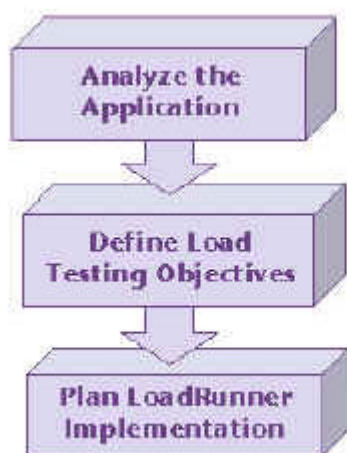 Analyze the
Application
Define Load
Testing Objectives
Plan LoadRunner
Implementation